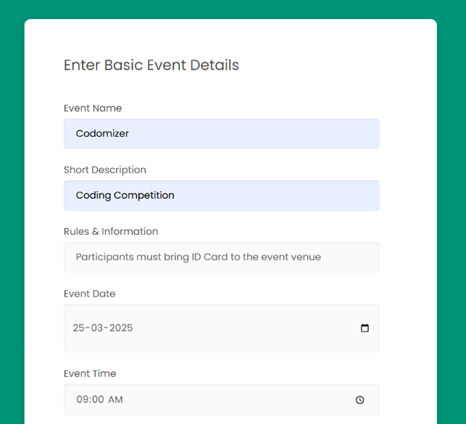 Enter Basic Event Details
Event Name
Codomizer
Short Description
Coding Competition
Rules & Information
Participants must bring ID Card to the event venue
Event Date
25-03-2025
Event Time
09:00 AM